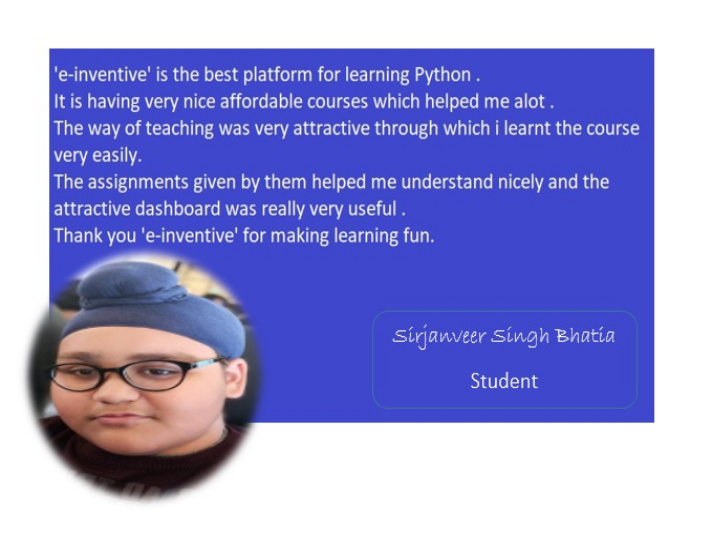 'e-inventive' is the best platform for learning Python .
It is having very nice affordable courses which helped me alot .
The way of teaching was very attractive through which i learnt the course
very easily.
The assignments given by them helped me understand nicely and the
attractive dashboard was really very useful .
Thank you 'e-inventive' for making learning fun.
Sirjanveer Singh Bhatia
Student